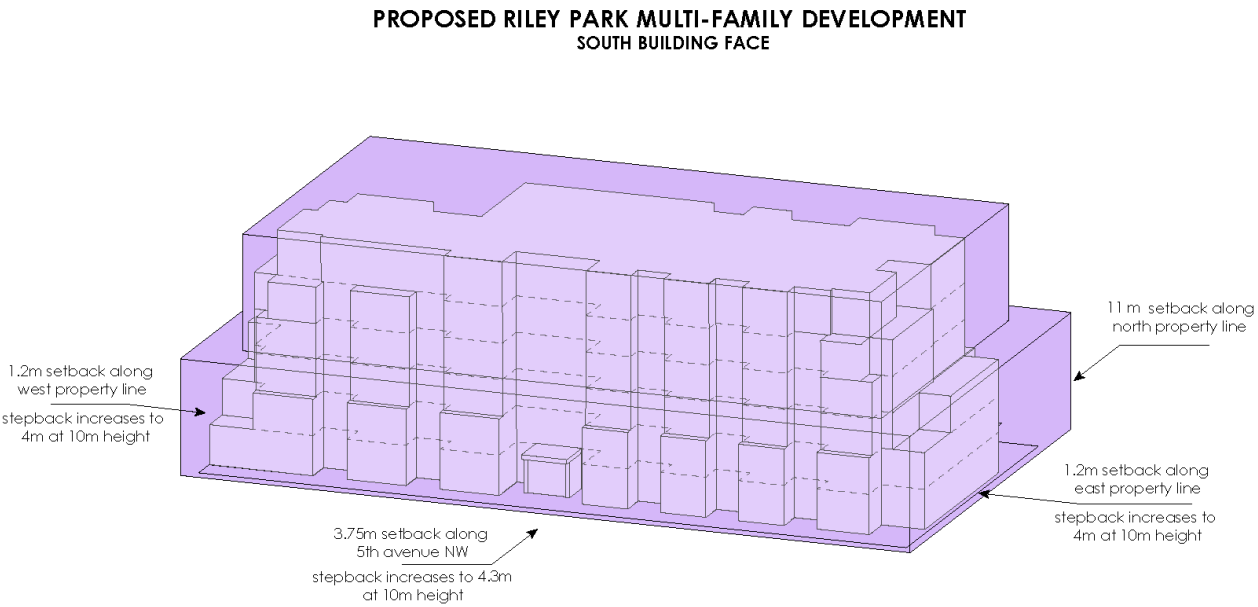 PROPOSED RILEY PARK MULTI-FAMILY DEVELOPMENT
SOUTH BUILDING FACE
11 m setback along
north property line
1.2m setback along
west property line
stepback increases to
4m at 10m height
1.2m setback along
east property line
stepback increases to
4m at 10m height
3.75m setback along
5th avenue NW
stepback increases to 4.3m
at 10m height